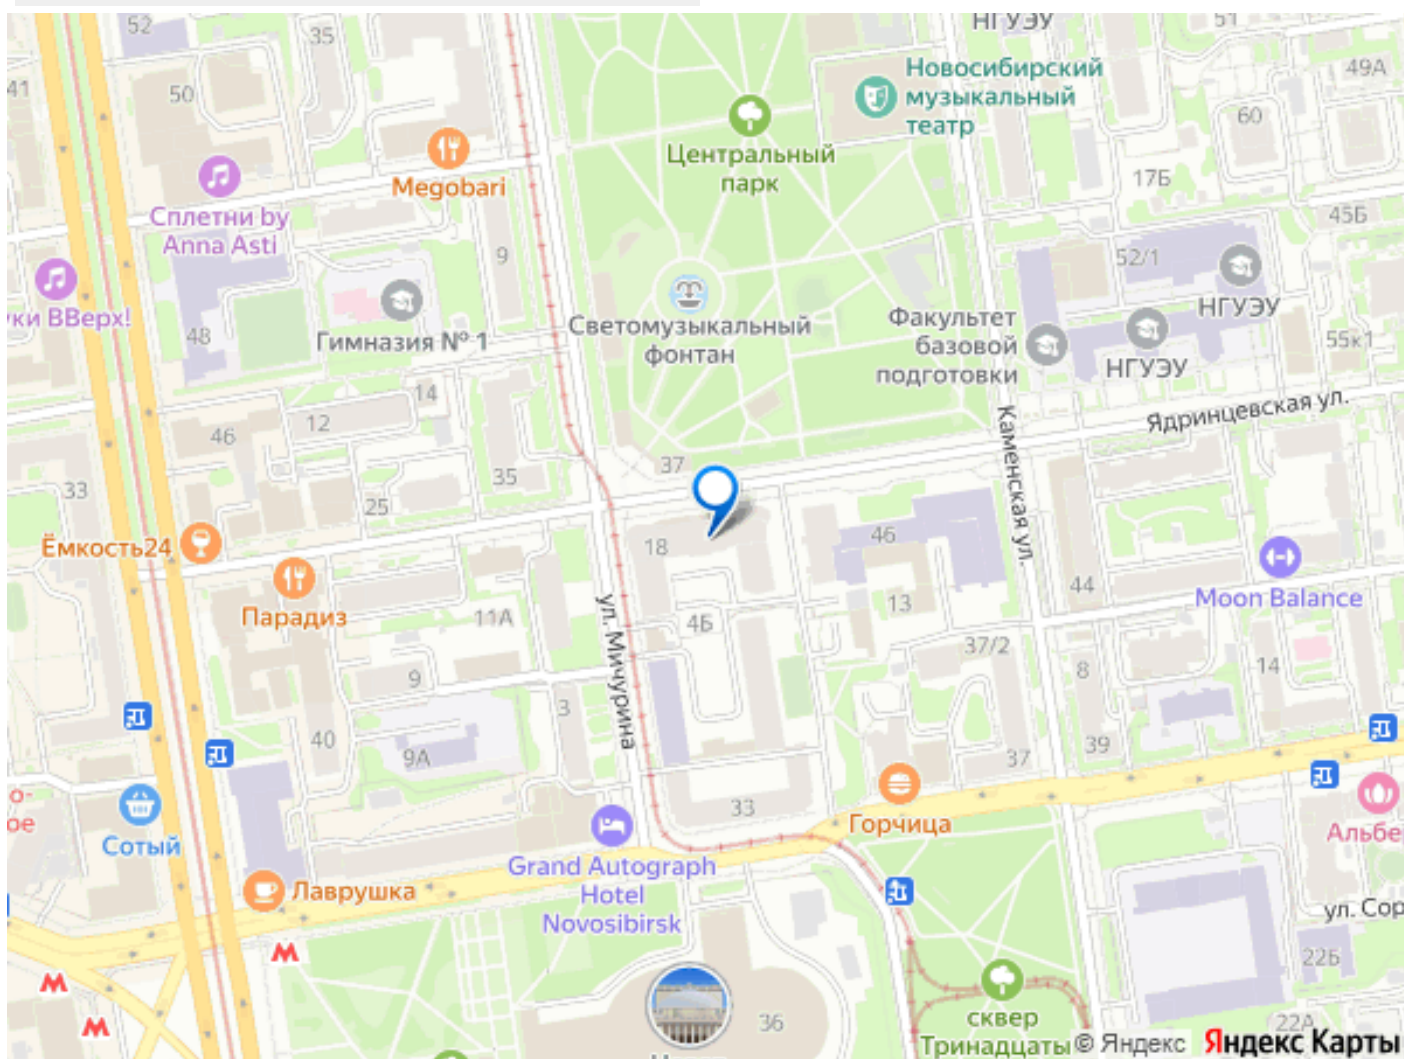 52
35
НГУЭУ
51
Новосибирский
музыкальный
театр
49А
41
50
60
Центральный
парк
Megobari
17Б
Сплетни by
Anna Asti
45Б
9
52/1
НГУЭУ
ки ВВерх!
48
Гимназия № 1
Светомузыкальный
фонтан
Факультет
базовой
подготовки
НГУЭУ
55к1
14
12
46
Ядринцевская ул.
Каменская ул.
33
35
37
25
Ёмкость24
18
46
44
Moon Balance
Парадиз
11А
4Б
13
ул. Мичурина
37/2
8
14
9
3
40
9А
37
39
33
Сотый
Горчица
Альбе
Grand Autograph
Hotel
Novosibirsk
Лаврушка
ул. Сор
22Б
36
сквер
Тринадцаты
22А
© Яндекс
Яндекс Карты